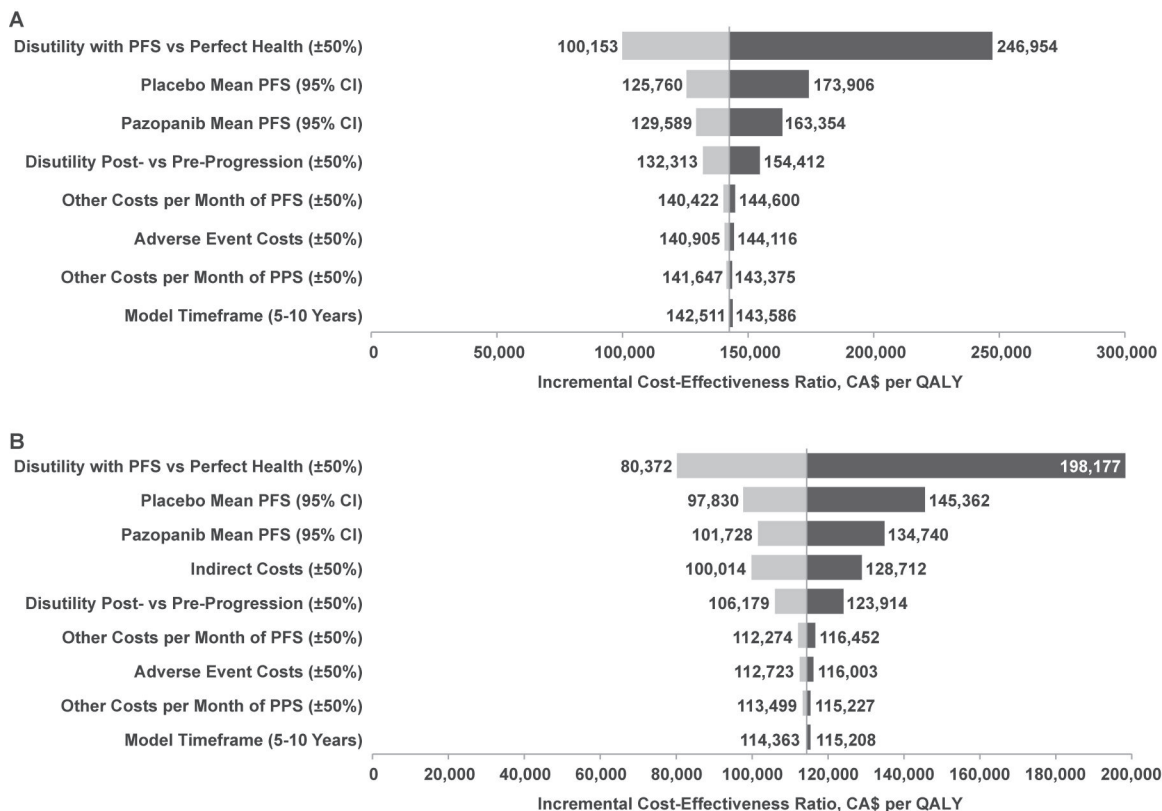 A
Disutility with PFS vs Perfect Health (±50%) 100,153 246,954
Placebo Mean PFS (95% CI) 125,760 173,906
Pazopanib Mean PFS (95% CI) 129,589 163,354
Disutility Post- vs Pre-Progression (±50%) 132,313 154,412
Other Costs per Month of PFS (±50%) 140,422 144,600
Adverse Event Costs (±50%) 140,905 144,116
Other Costs per Month of PPS (±50%) 141,647 143,375
Model Timeframe (5-10 Years) 142,511 143,586
0 50,000 100,000 150,000 200,000 250,000 300,000
Incremental Cost-Effectiveness Ratio, CA$ per QALY
B
Disutility with PFS vs Perfect Health (±50%) 80,372 198,177
Placebo Mean PFS (95% CI) 97,830 145,362
Pazopanib Mean PFS (95% CI) 101,728 134,740
Indirect Costs (±50%) 100,014 128,712
Disutility Post- vs Pre-Progression (±50%) 106,179 123,914
Other Costs per Month of PFS (±50%) 112,274 116,452
Adverse Event Costs (±50%) 112,723 116,003
Other Costs per Month of PPS (±50%) 113,499 115,227
Model Timeframe (5-10 Years) 114,363 115,208
0 20,000 40,000 60,000 80,000 100,000 120,000 140,000 160,000 180,000 200,000
Incremental Cost-Effectiveness Ratio, CA$ per QALY